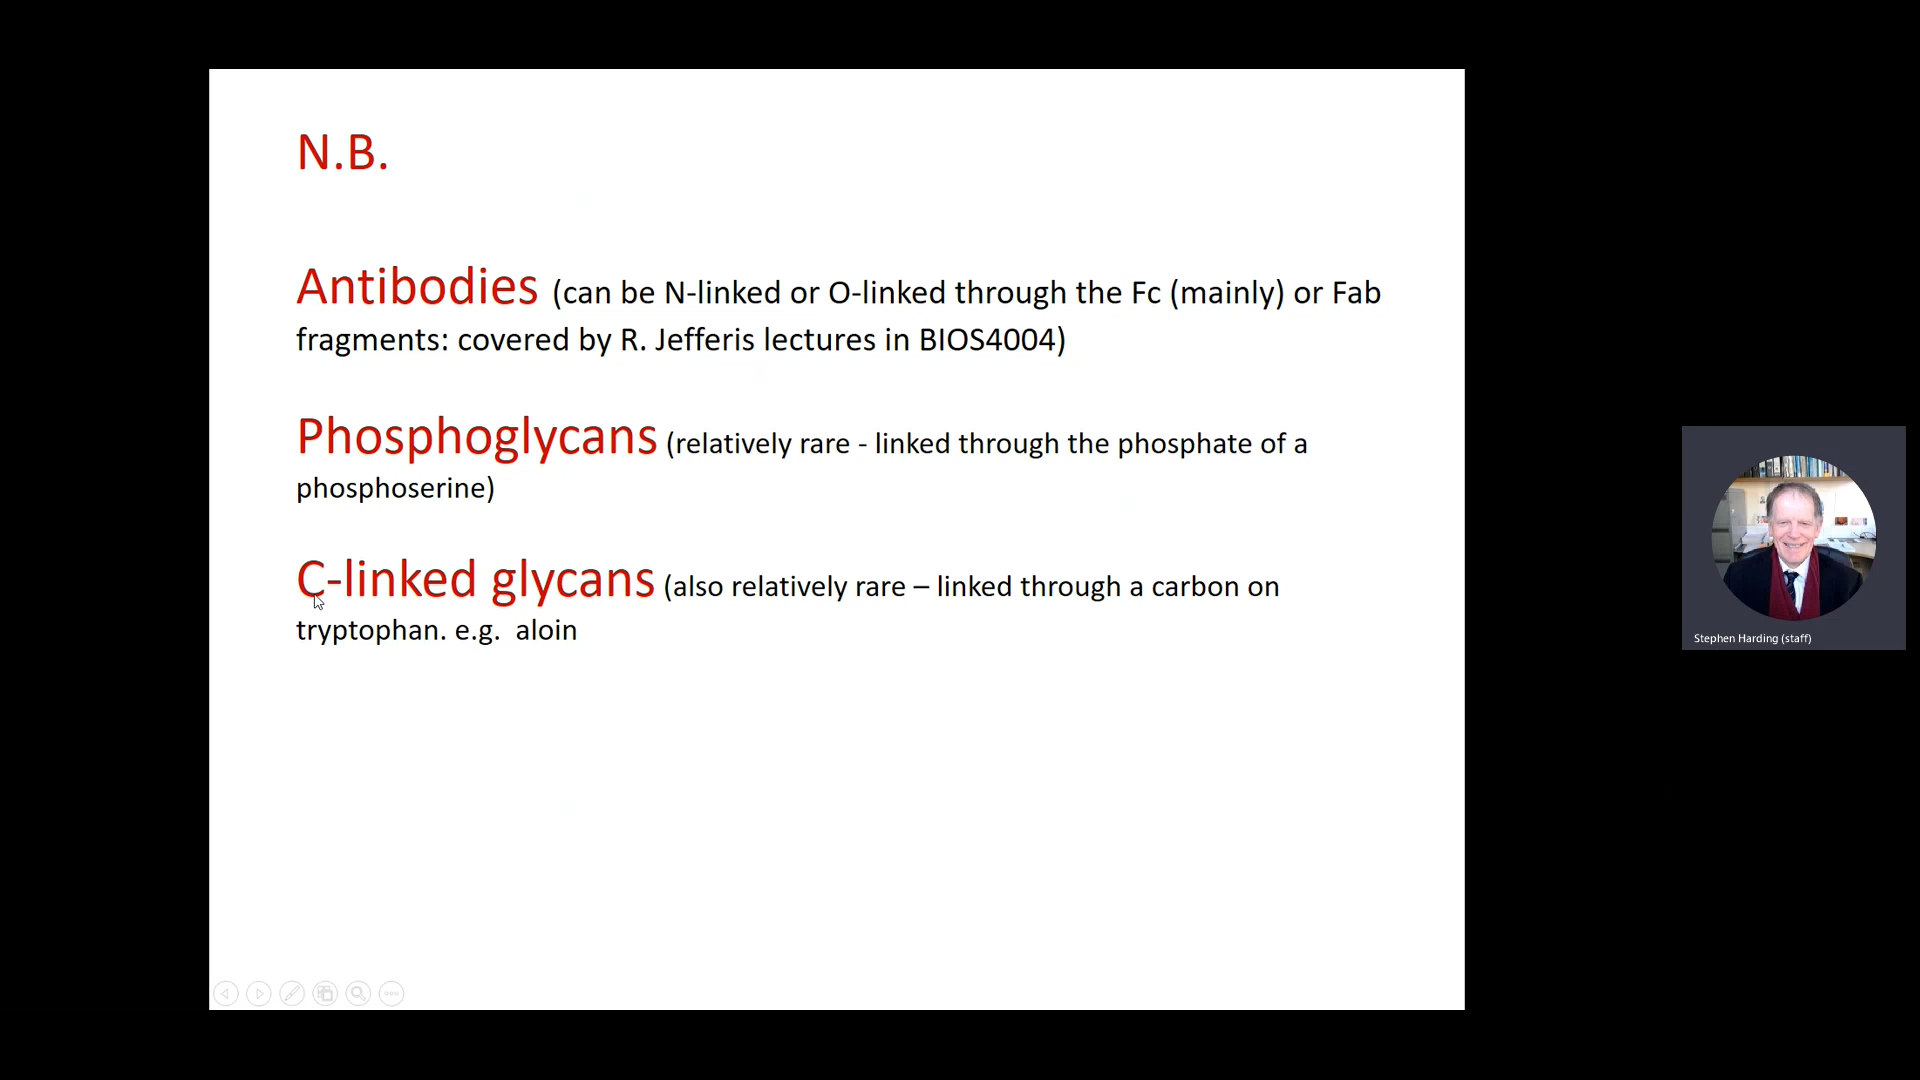 N.B.
Antibodies (can be N-linked or O-linked through the Fc (mainly) or Fab
fragments: covered by R. Jefferis lectures in BIOS4004)
Phosphoglycans (relatively rare - linked through the phosphate of a
phosphoserine)
C-linked glycans (also relatively rare – linked through a carbon on
tryptophan. e.g.  aloin
Stephen Harding (staff)